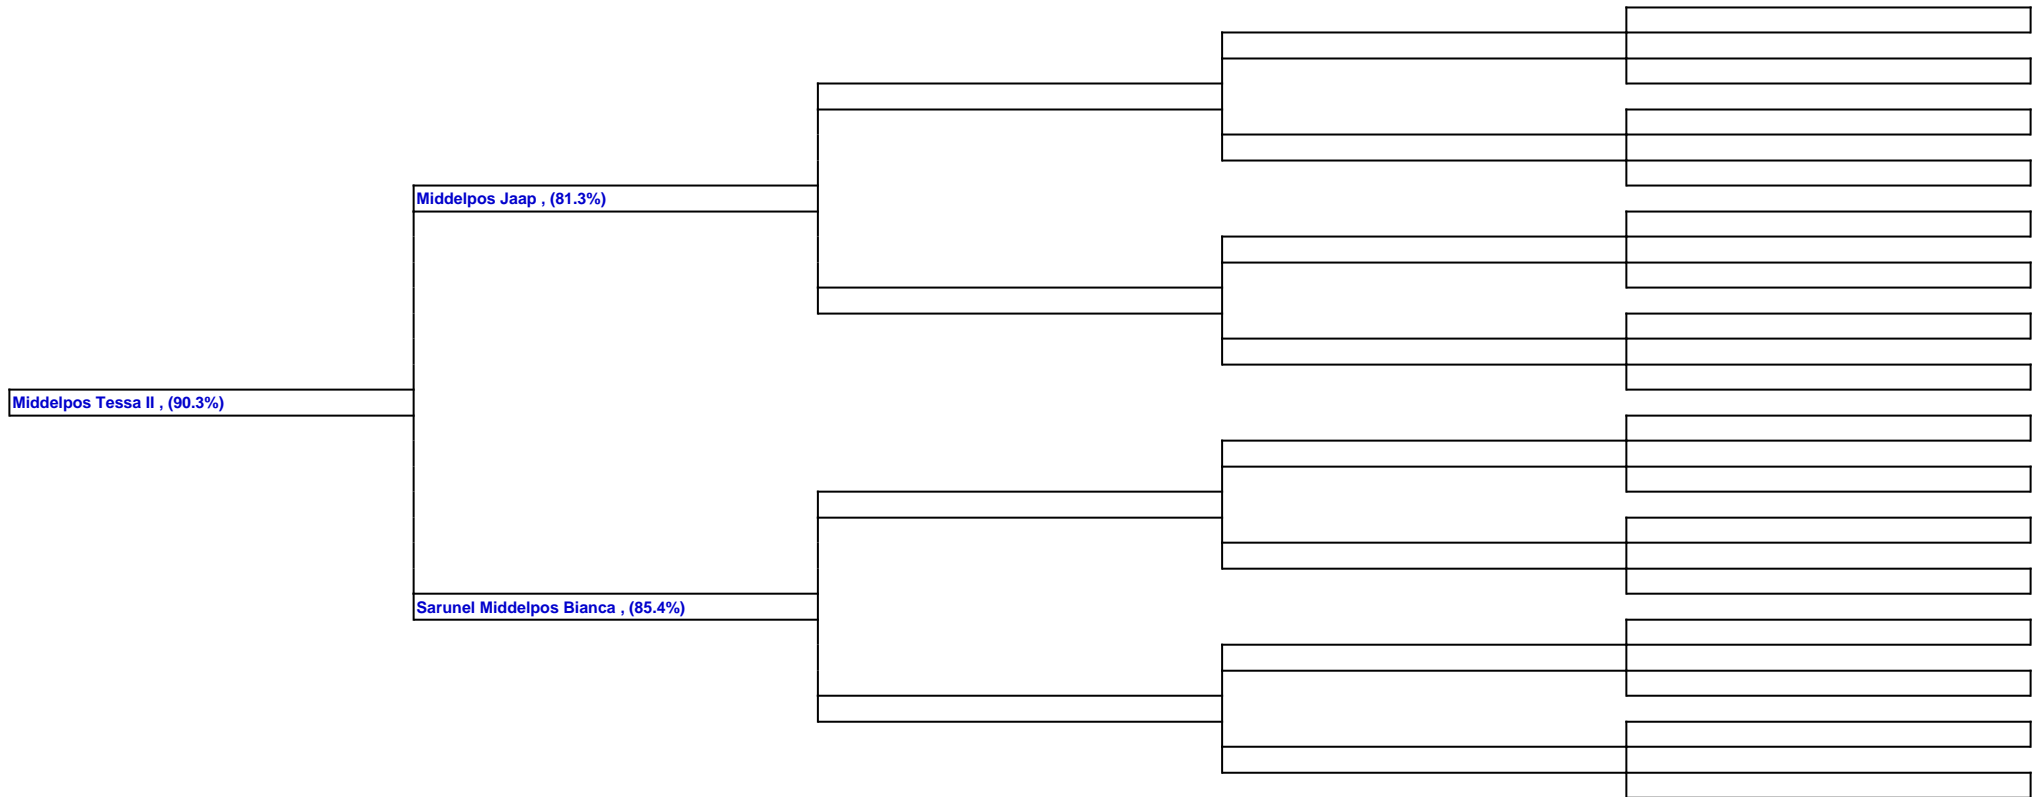 Middelpos Jaap , (81.3%)
Middelpos Tessa II , (90.3%)
Sarunel Middelpos Bianca , (85.4%)